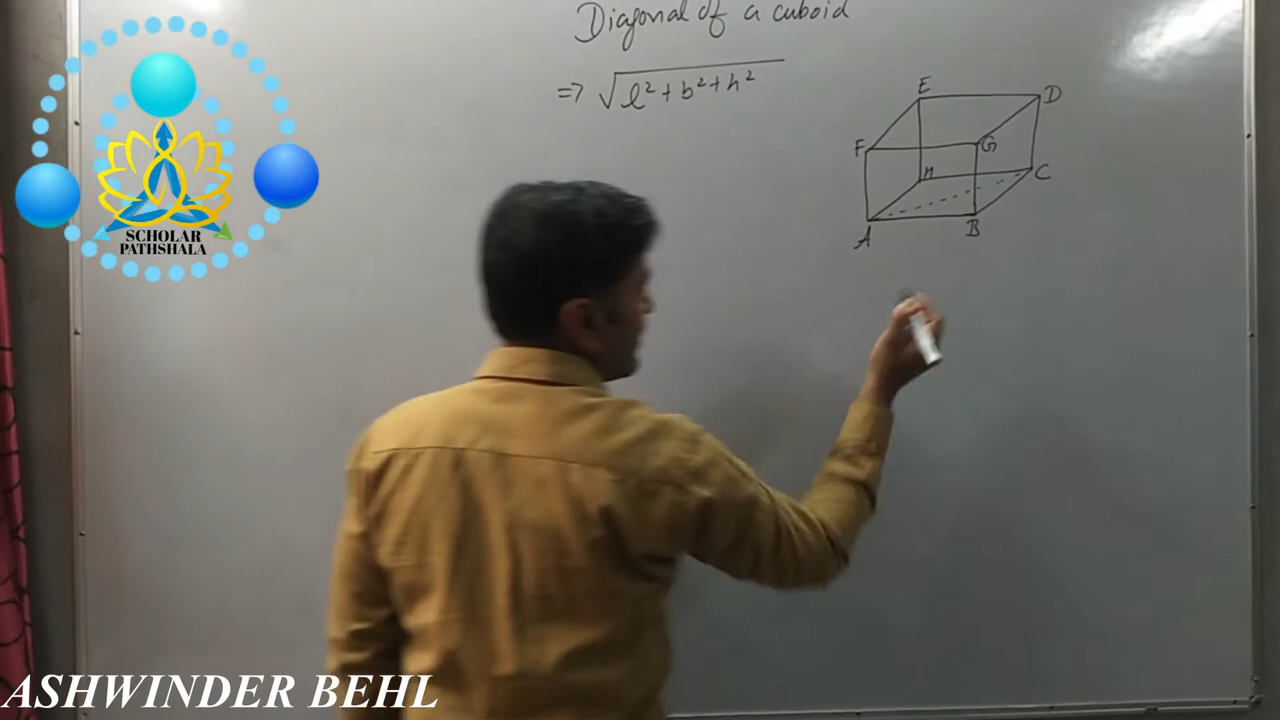 Diagonal of a cuboid
⇒ √l²+b²+h²
E
D
F
G
H
C
A
B
SCHOLAR
PATHSHALA
ASHWINDER BEHL